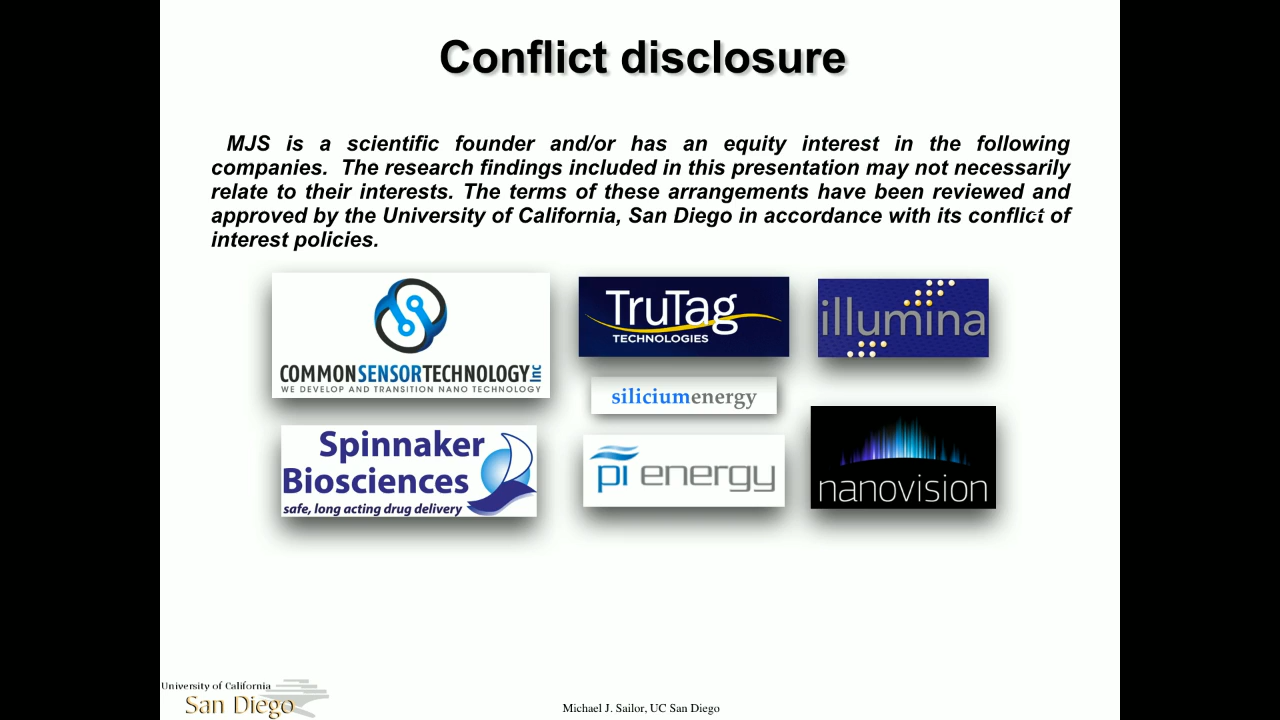 Conflict disclosure
MJS is a scientific founder and/or has an equity interest in the following
companies. The research findings included in this presentation may not necessarily
relate to their interests. The terms of these arrangements have been reviewed and
approved by the University of California, San Diego in accordance with its conflict of
interest policies.
COMMONSENSORTECHNOLOGY Inc
WE DEVELOP AND TRANSITION NANO TECHNOLOGY
TruTag
TECHNOLOGIES
illumina
siliciumenergy
Spinnaker
Biosciences
safe, long acting drug delivery
pi energy
nanovision
University of California
San Diego
Michael J. Sailor, UC San Diego